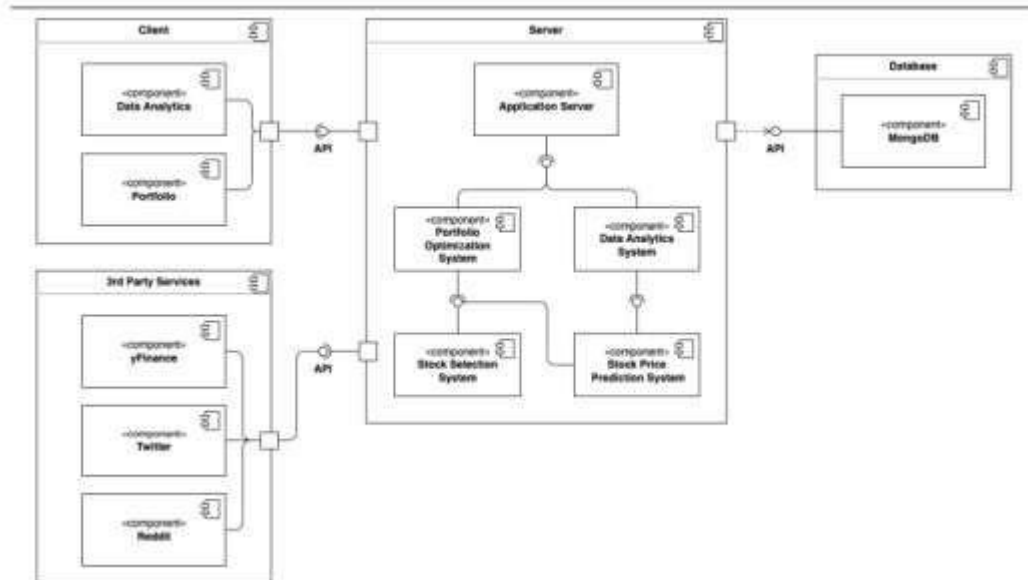 Client
«component»
Data Analytics
«component»
Portfolio
API
Server
«component»
Application Server
«component»
Portfolio
Optimization
System
«component»
Data Analytics
System
«component»
Stock Selection
System
«component»
Stock Price
Prediction System
API
Database
«component»
MongoDB
3rd Party Services
«component»
yFinance
«component»
Twitter
«component»
Reddit
API